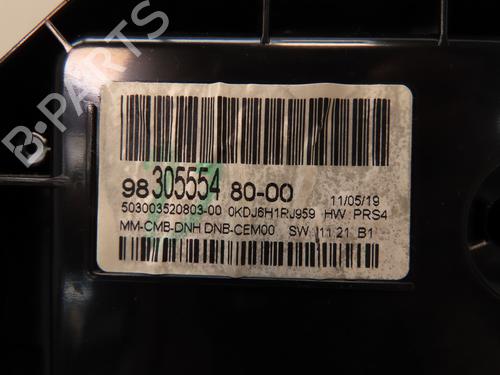 B-PARTS
98 305554 80-00 11/05/19
503003520803-00 0KDJ6H1RJ959 HW PRS4
MM-CMB-DNH DNB-CEM00 SW 11 21 B1